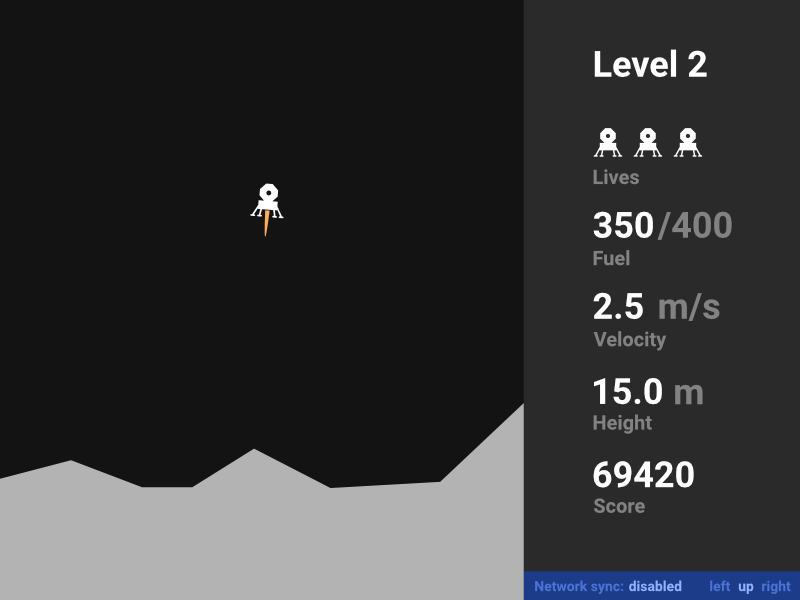 Level 2
Lives
350/400
Fuel
2.5 m/s
Velocity
15.0 m
Height
69420
Score
Network sync: disabled left up right